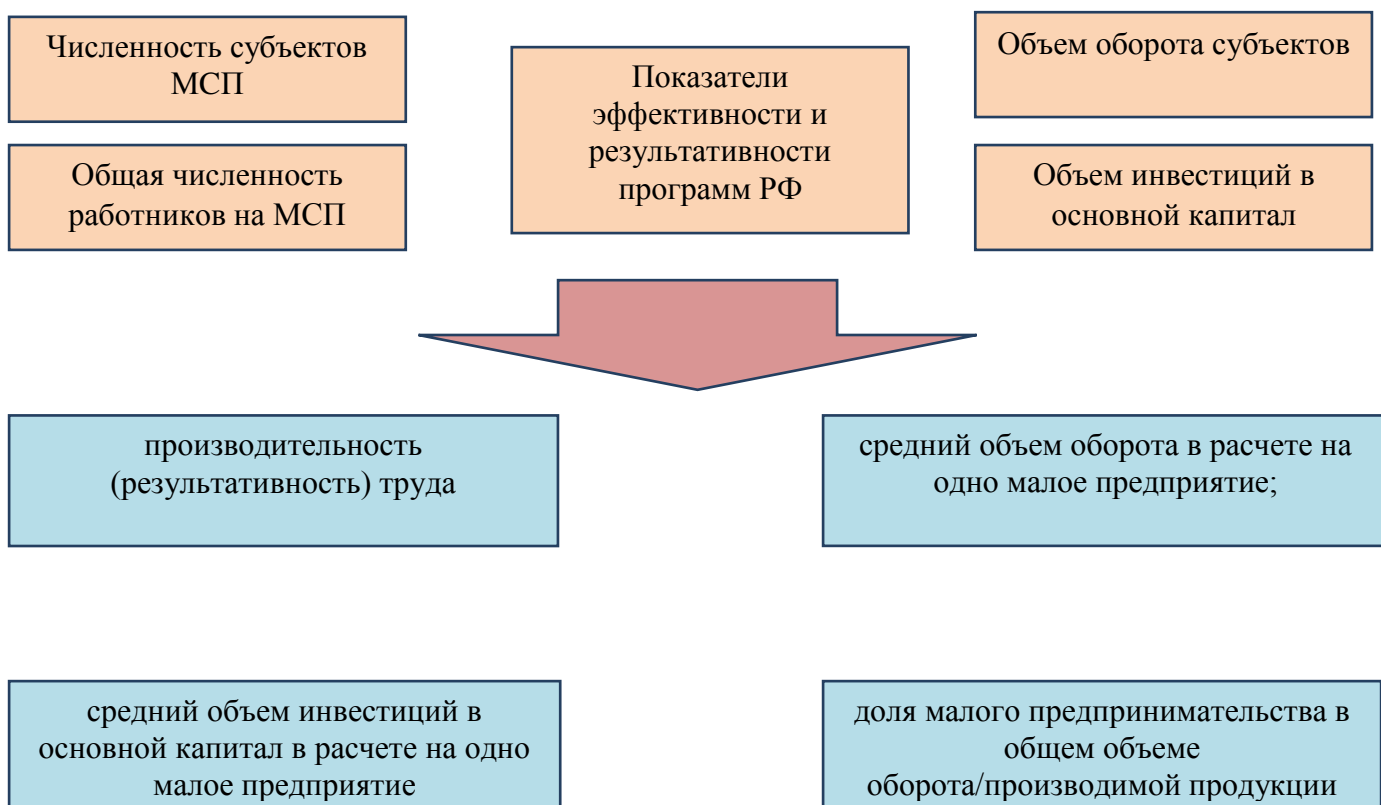 Численность субъектов
МСП
Общая численность
работников на МСП
Показатели
эффективности и
результативности
программ РФ
Объем оборота субъектов
Объем инвестиций в
основной капитал
производительность
(результативность) труда
средний объем оборота в расчете на
одно малое предприятие;
средний объем инвестиций в
основной капитал в расчете на одно
малое предприятие
доля малого предпринимательства в
общем объеме
оборота/производимой продукции